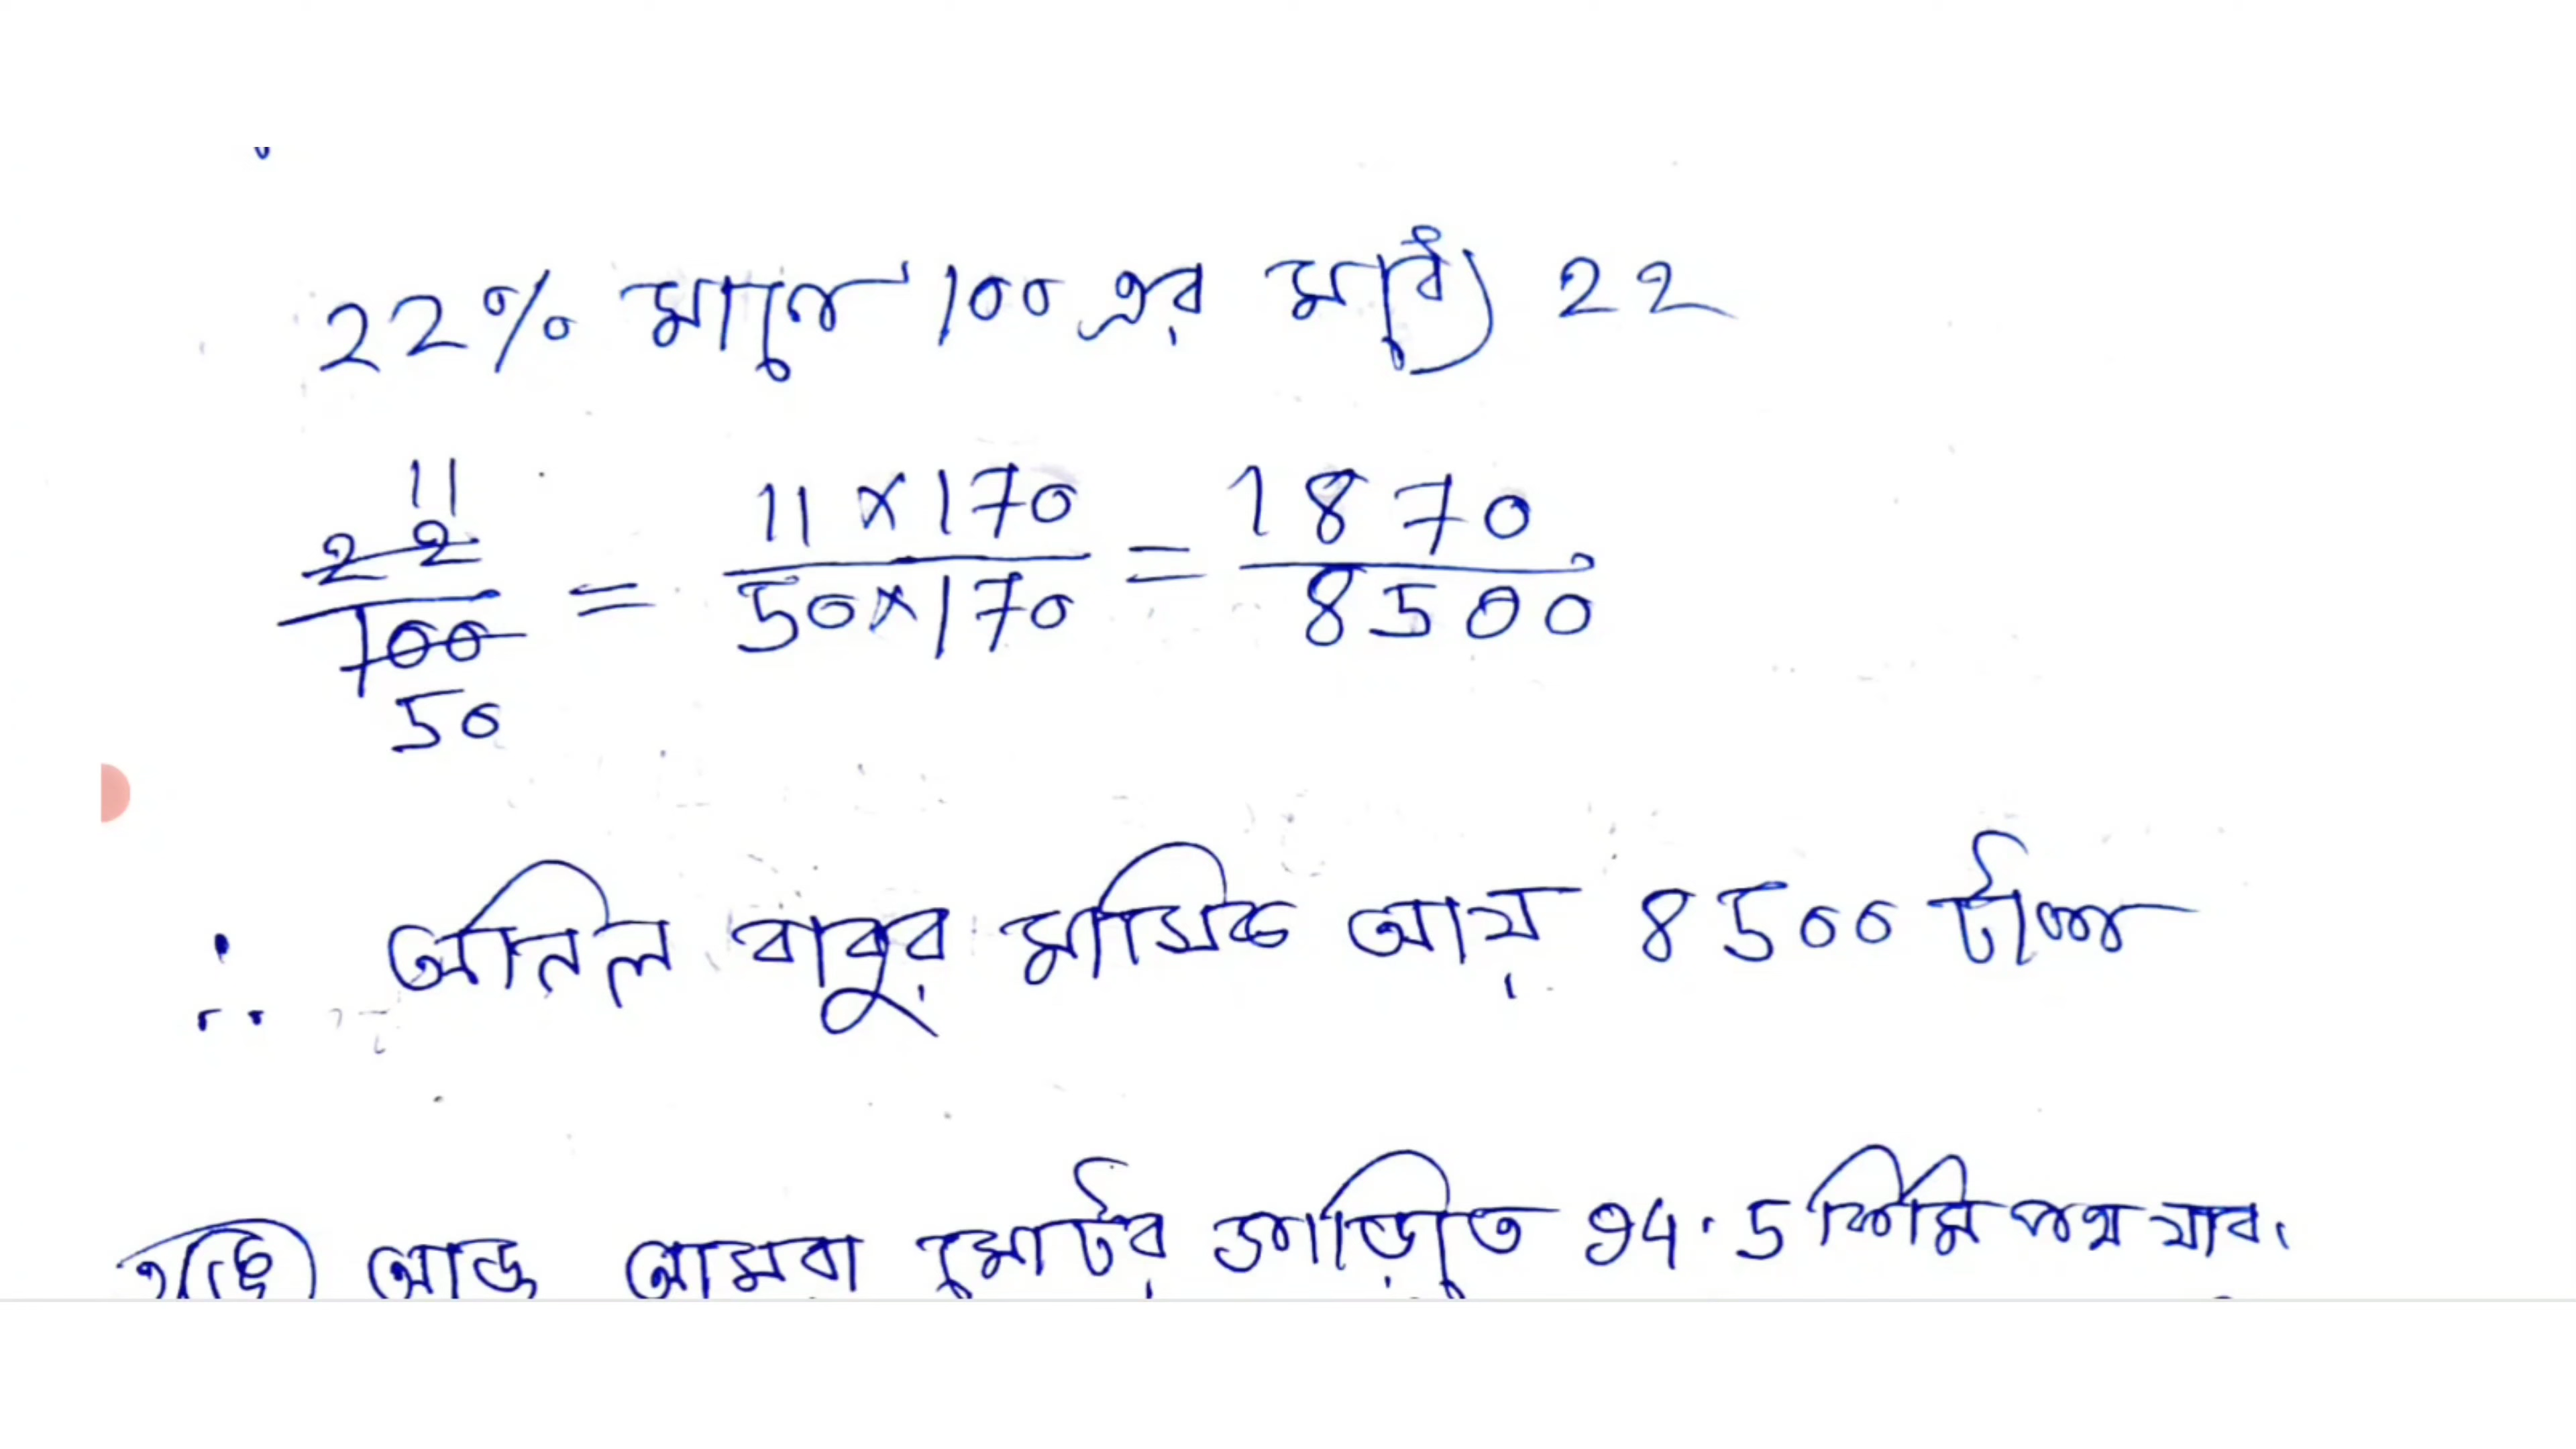 22% মানে 100 এর মধ্যে 22
11
22/100 = 11 × 170/50 × 170 = 1870/8500
50
∴ অনিল বাবুর মাসিক আয় 8500 টাকা
আজ আমরা মোটর গাড়িতে 94.5 কিমি পথ যাব।